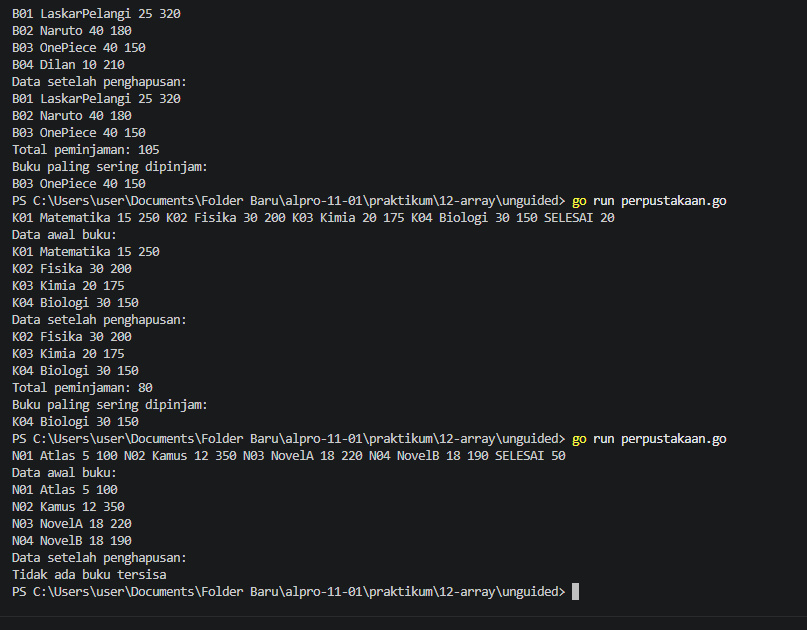 B01 LaskarPelangi 25 320
B02 Naruto 40 180
B03 OnePiece 40 150
B04 Dilan 10 210
Data setelah penghapusan:
B01 LaskarPelangi 25 320
B02 Naruto 40 180
B03 OnePiece 40 150
Total peminjaman: 105
Buku paling sering dipinjam:
B03 OnePiece 40 150
PS C:\Users\user\Documents\Folder Baru\alpro-11-01\praktikum\12-array\unguided> go run perpustakaan.go
K01 Matematika 15 250 K02 Fisika 30 200 K03 Kimia 20 175 K04 Biologi 30 150 SELESAI 20
Data awal buku:
K01 Matematika 15 250
K02 Fisika 30 200
K03 Kimia 20 175
K04 Biologi 30 150
Data setelah penghapusan:
K02 Fisika 30 200
K03 Kimia 20 175
K04 Biologi 30 150
Total peminjaman: 80
Buku paling sering dipinjam:
K04 Biologi 30 150
PS C:\Users\user\Documents\Folder Baru\alpro-11-01\praktikum\12-array\unguided> go run perpustakaan.go
N01 Atlas 5 100 N02 Kamus 12 350 N03 NovelA 18 220 N04 NovelB 18 190 SELESAI 50
Data awal buku:
N01 Atlas 5 100
N02 Kamus 12 350
N03 NovelA 18 220
N04 NovelB 18 190
Data setelah penghapusan:
Tidak ada buku tersisa
PS C:\Users\user\Documents\Folder Baru\alpro-11-01\praktikum\12-array\unguided>